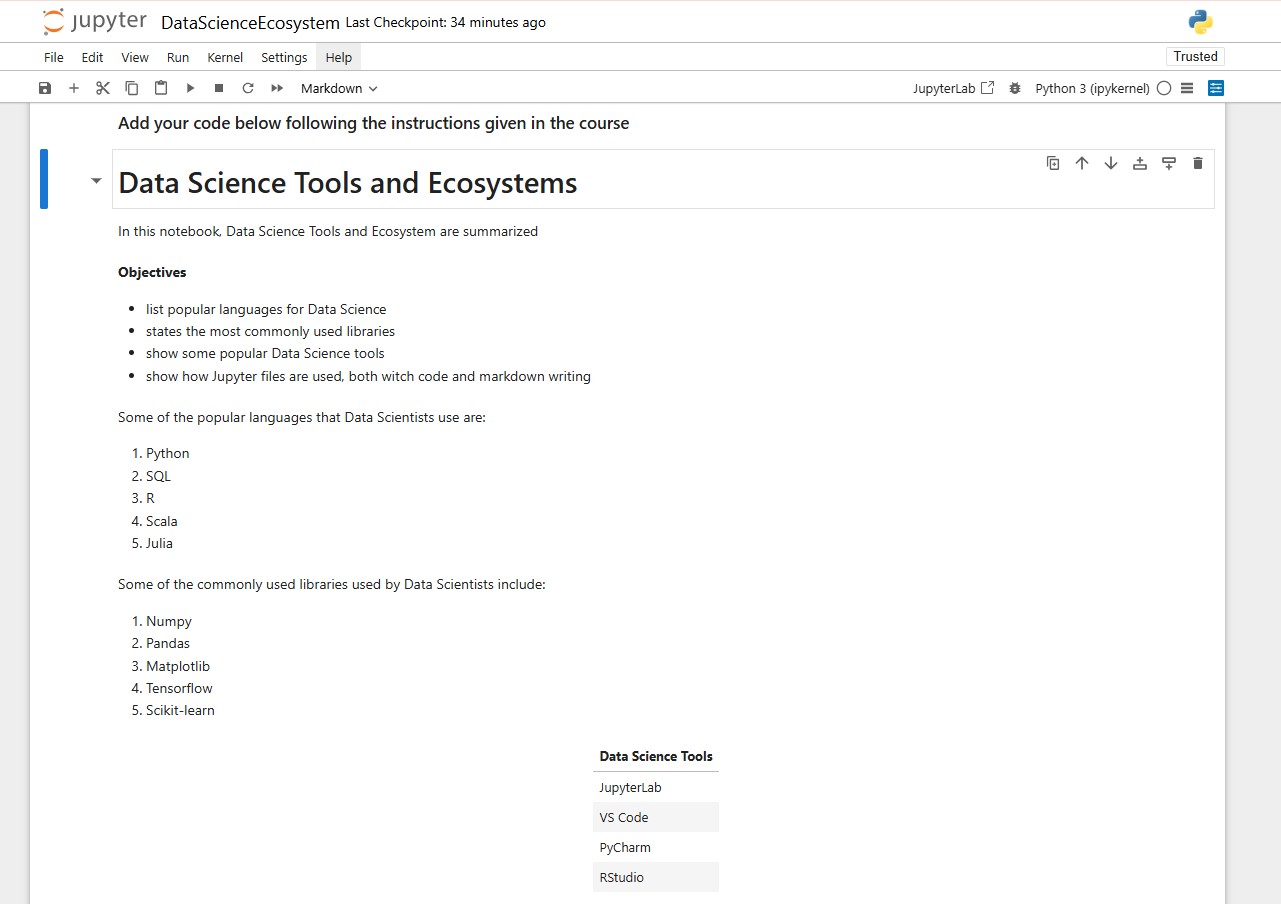 jupyter DataScienceEcosystem Last Checkpoint: 34 minutes ago
File Edit View Run Kernel Settings Help Trusted
Markdown JupyterLab Python 3 (ipykernel)
Add your code below following the instructions given in the course
Data Science Tools and Ecosystems
In this notebook, Data Science Tools and Ecosystem are summarized
Objectives
• list popular languages for Data Science
• states the most commonly used libraries
• show some popular Data Science tools
• show how Jupyter files are used, both witch code and markdown writing
Some of the popular languages that Data Scientists use are:
1. Python
2. SQL
3. R
4. Scala
5. Julia
Some of the commonly used libraries used by Data Scientists include:
1. Numpy
2. Pandas
3. Matplotlib
4. Tensorflow
5. Scikit-learn
Data Science Tools
JupyterLab
VS Code
PyCharm
RStudio